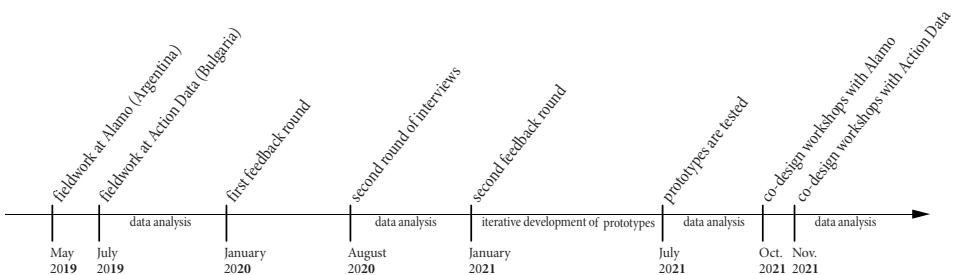 fieldwork at Alamo (Argentina)
fieldwork at Action Data (Bulgaria)
first feedback round
second round of interviews
second feedback round
prototypes are tested
co-design workshops with Alamo
co-design workshops with Action Data
data analysis
data analysis
iterative development of prototypes
data analysis
data analysis
May
2019
July
2019
January
2020
August
2020
January
2021
July
2021
Oct.
2021
Nov.
2021